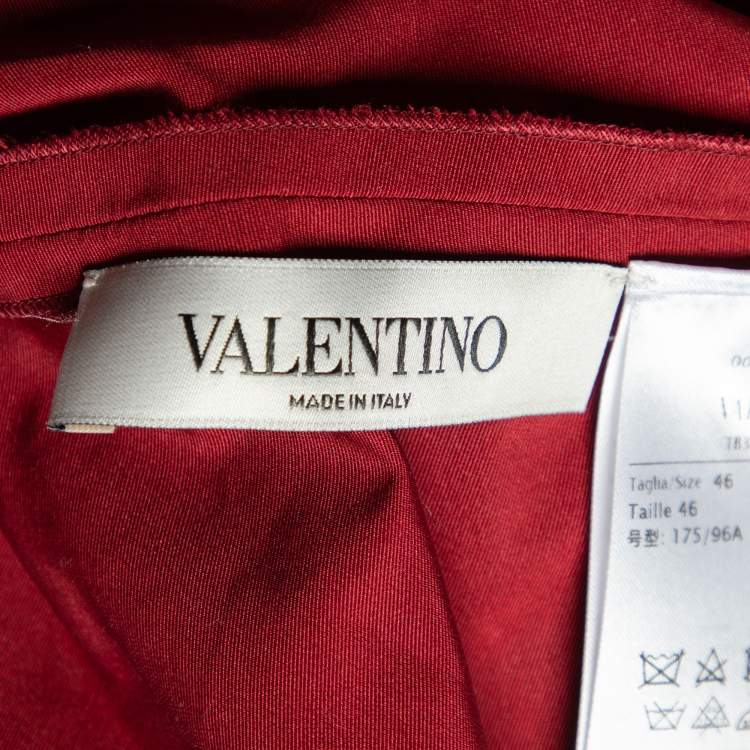 VALENTINO
MADE IN ITALY
Taglia/Size 46
Taille 46
号型: 175/96A